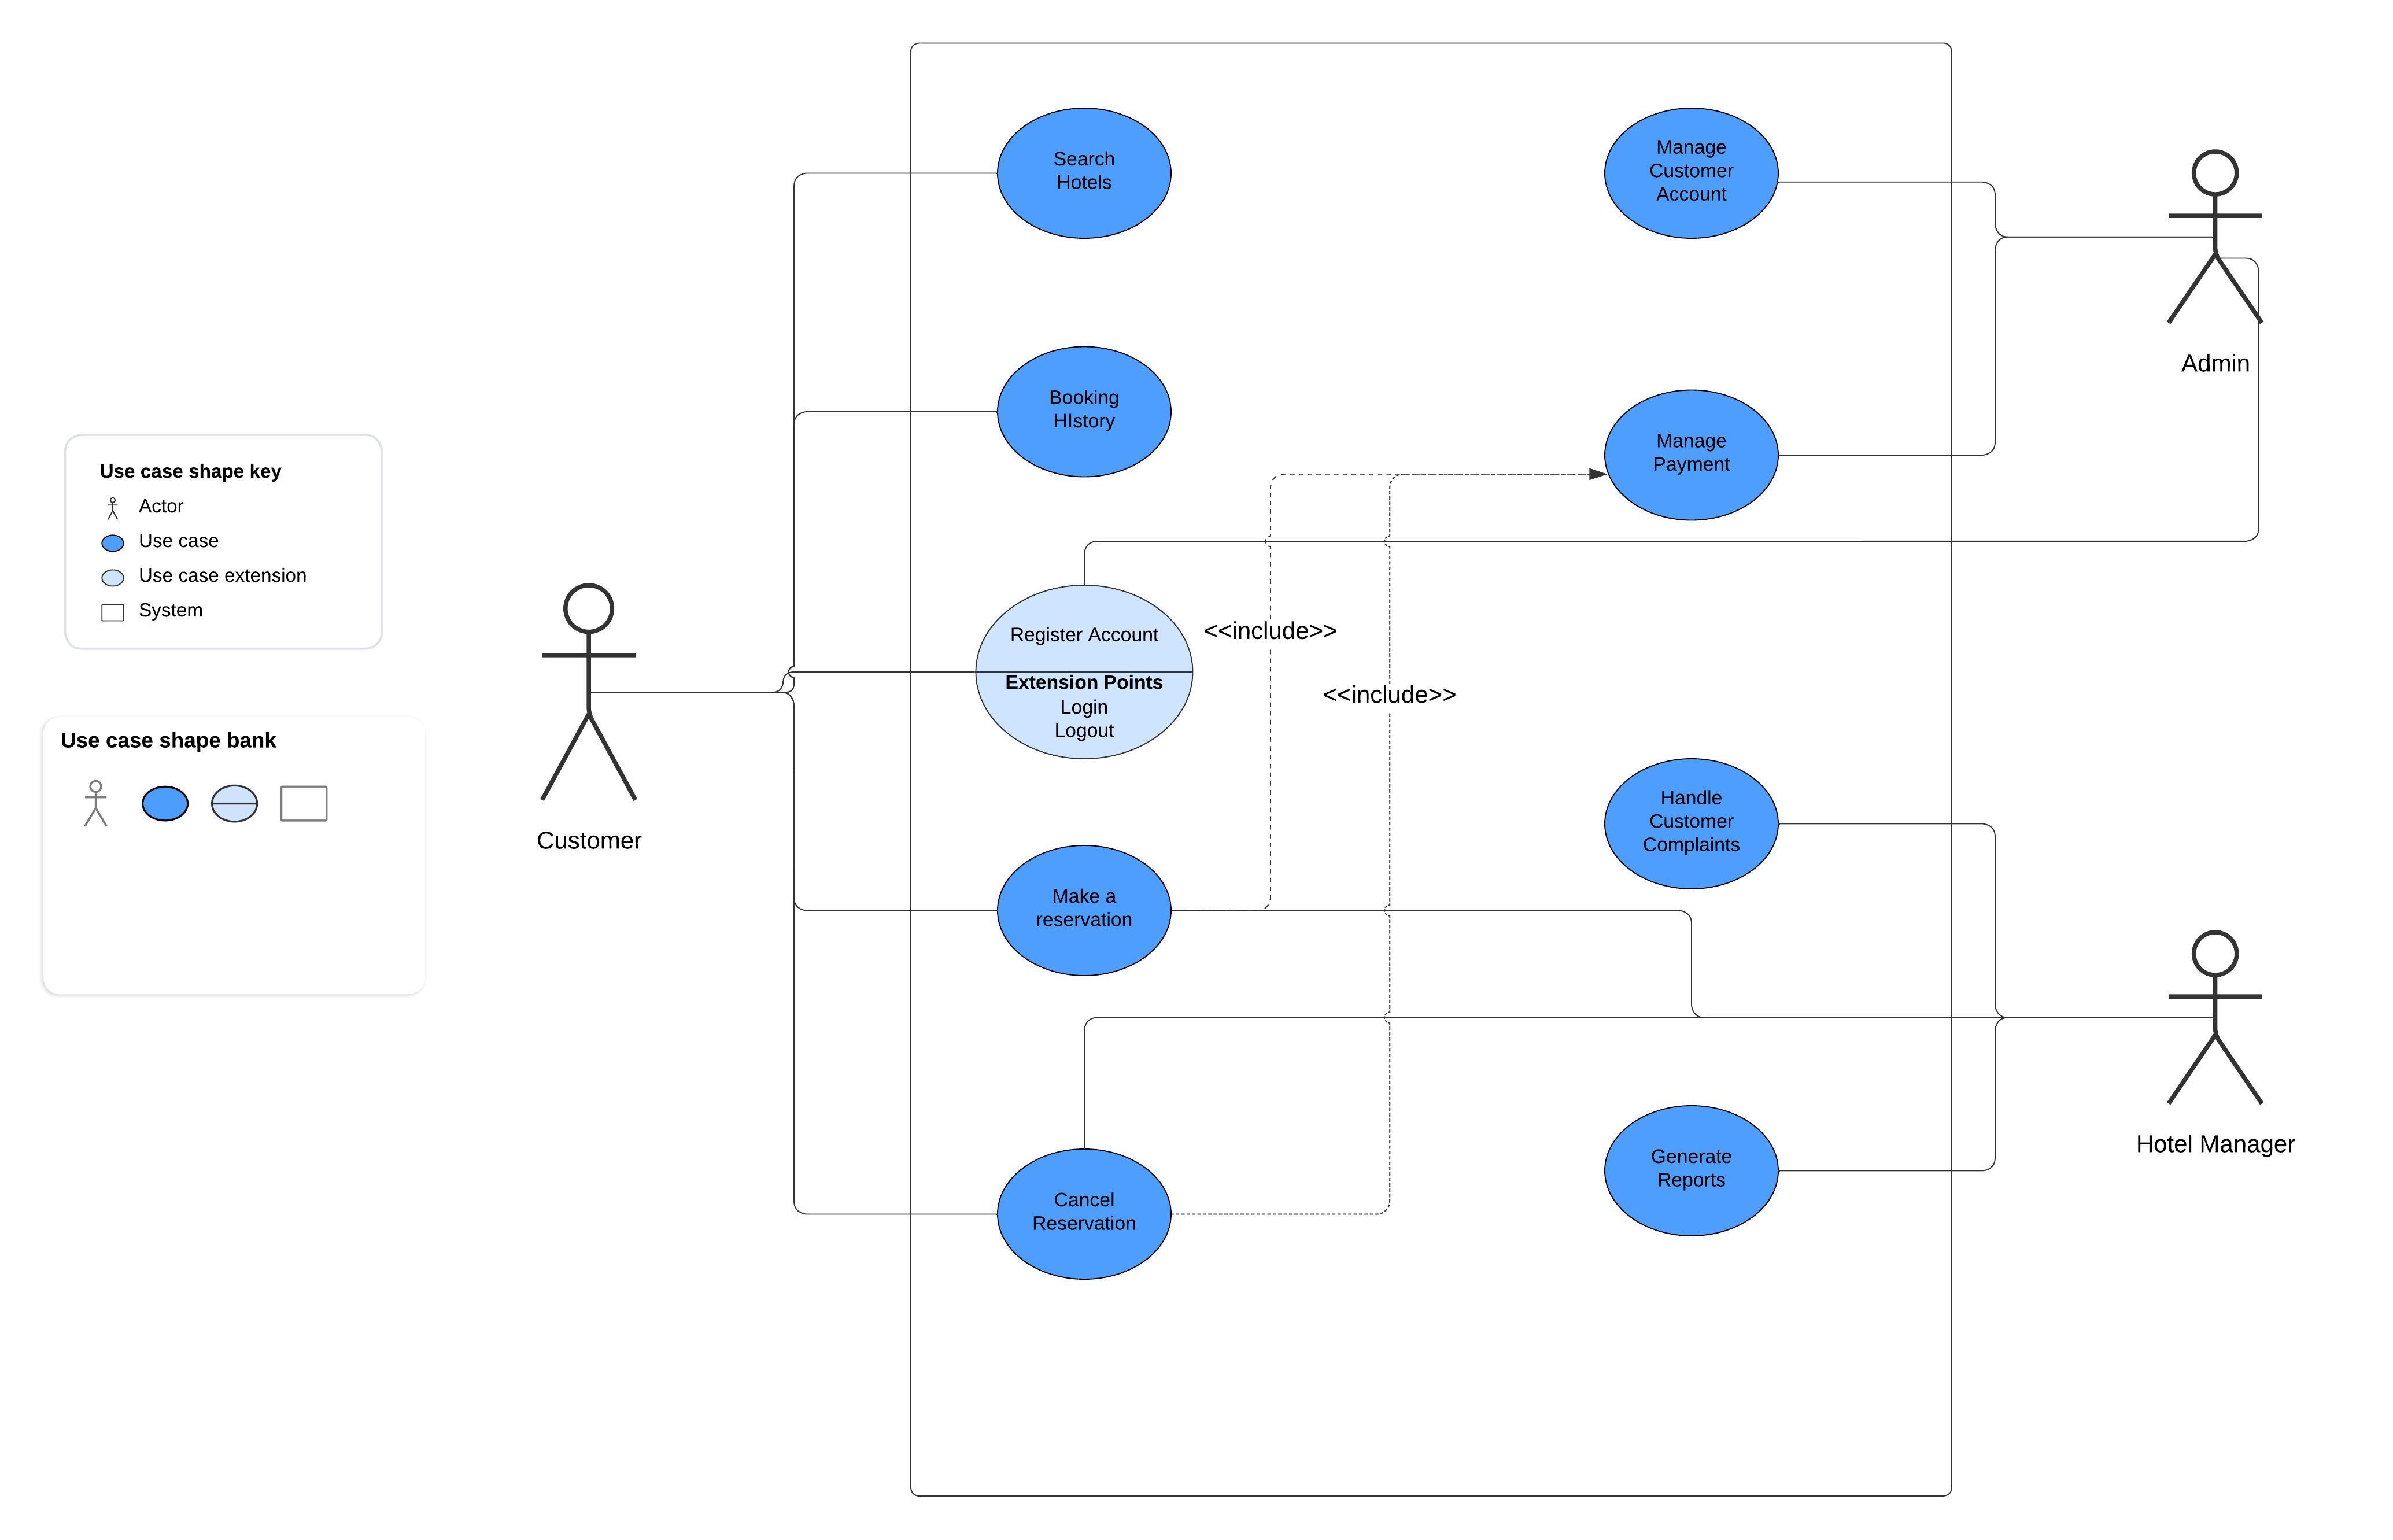 Use case shape key
Actor
Use case
Use case extension
System
Use case shape bank
Customer
Search
Hotels
Booking
HIstory
Register Account
Extension Points
Login
Logout
<<include>>
<<include>>
Make a
reservation
Cancel
Reservation
Manage
Customer
Account
Manage
Payment
Handle
Customer
Complaints
Generate
Reports
Admin
Hotel Manager